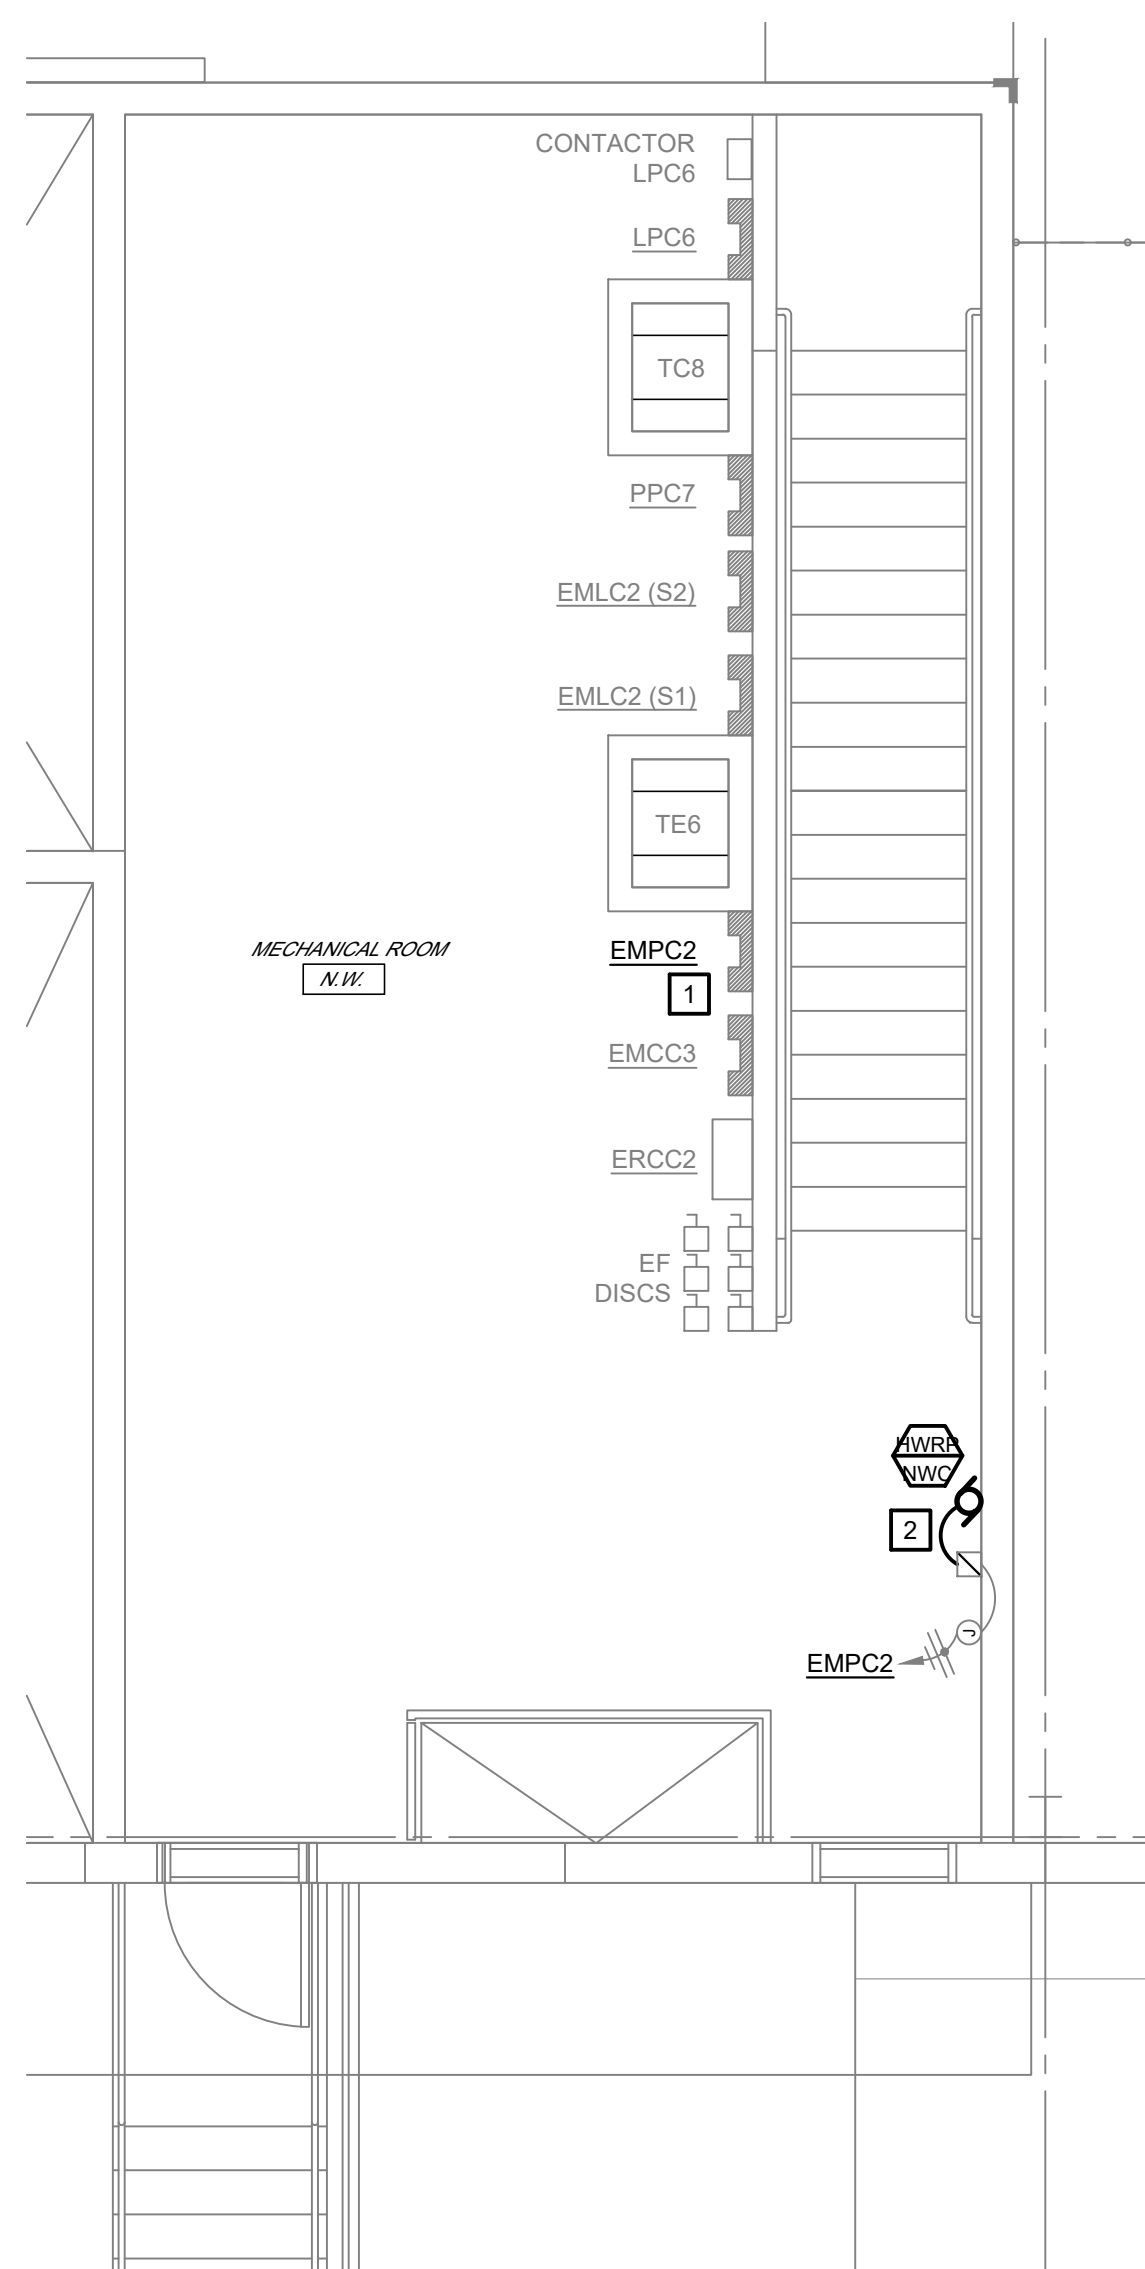 CONTACTOR
LPC6
LPC6
TC8
PPC7
EMLC2 (S2)
EMLC2 (S1)
TE6
MECHANICAL ROOM
N.W.
EMPC2
1
EMCC3
ERCC2
EF
DISCS
HWRP
NWC
2
J
EMPC2